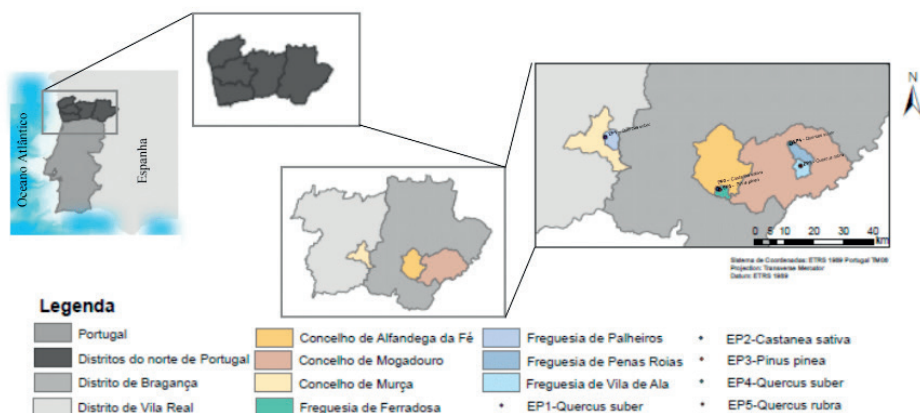 Oceano Atlântico
Espanha
N
0 5 10 20 30 40
km
Sistema de Coordenadas: ETRS 1989 Portugal TM06
Projection: Transverse Mercator
Datum: ETRS 1989
Legenda
Portugal
Distritos do norte de Portugal
Distrito de Bragança
Distrito de Vila Real
Concelho de Alfandega da Fé
Concelho de Mogadouro
Concelho de Murça
Freguesia de Ferradosa
Freguesia de Palheiros
Freguesia de Penas Roias
Freguesia de Vila de Ala
EP1-Quercus suber
EP2-Castanea sativa
EP3-Pinus pinea
EP4-Quercus suber
EP5-Quercus rubra